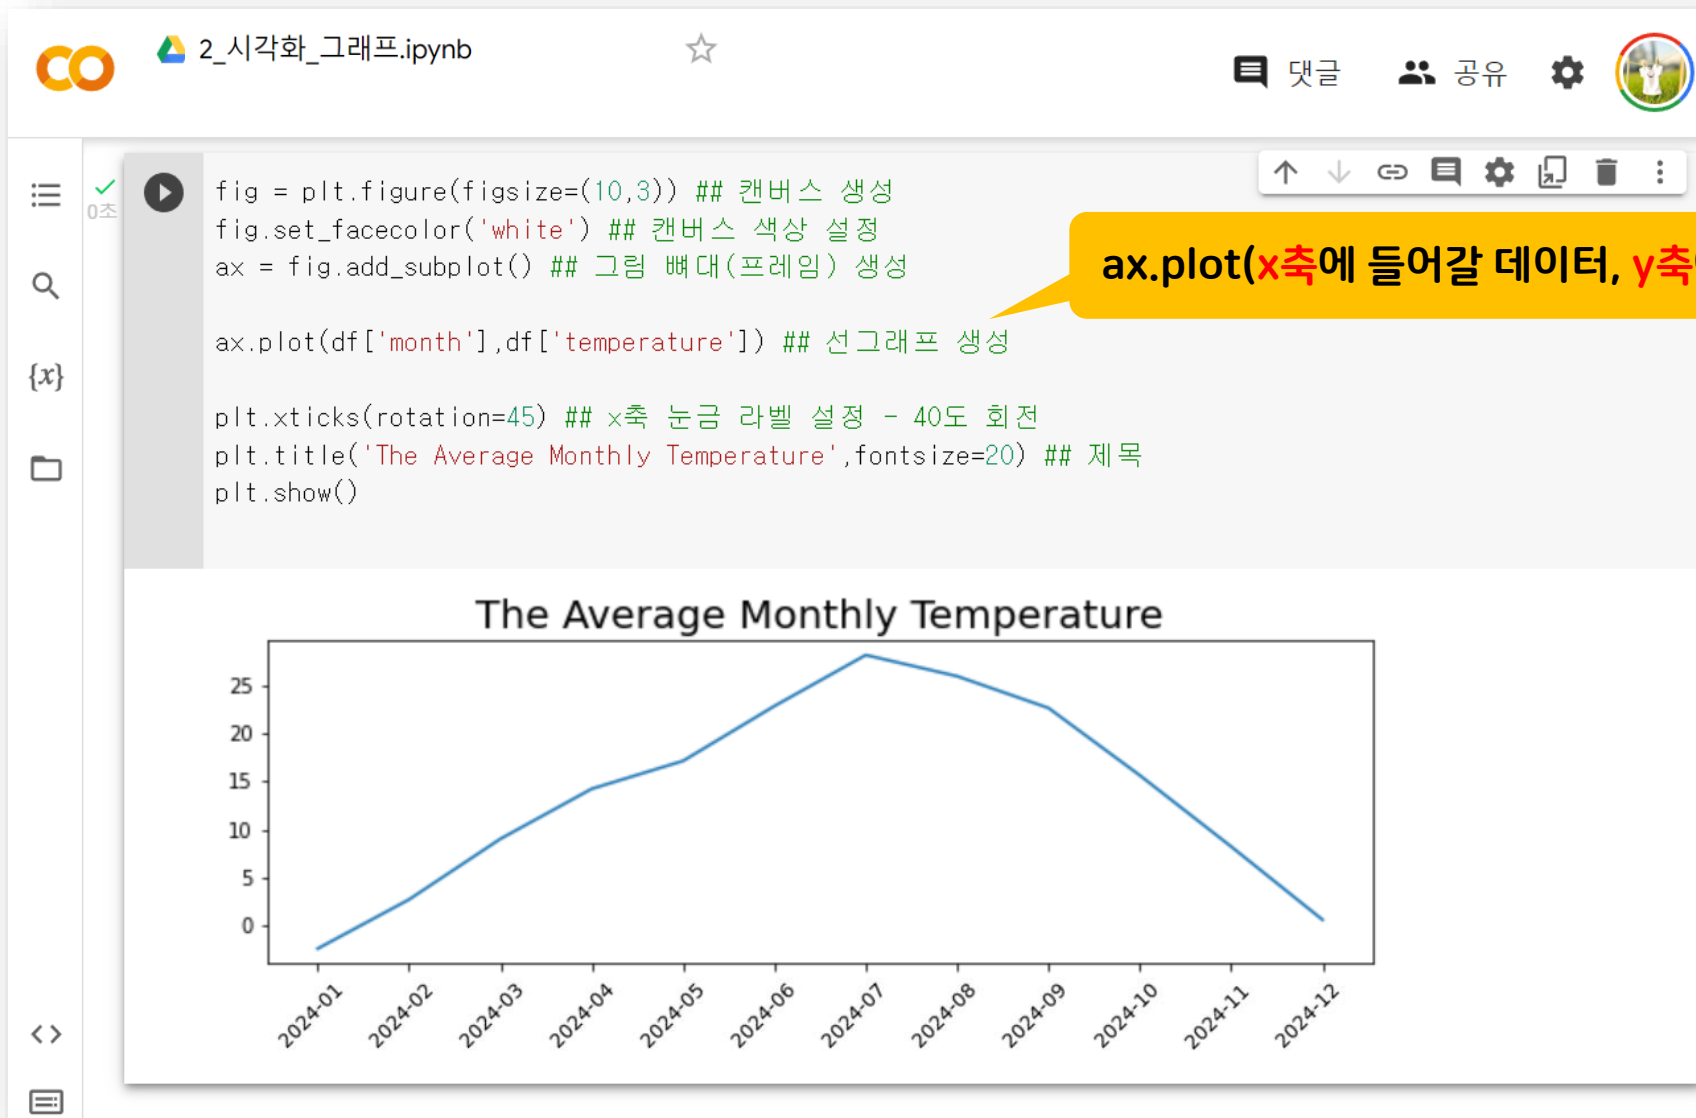 2_시각화_그래프.ipynb
댓글
공유
0초
{x}
fig = plt.figure(figsize=(10,3)) ## 캔버스 생성
fig.set_facecolor('white') ## 캔버스 색상 설정
ax = fig.add_subplot() ## 그림 뼈대(프레임) 생성
ax.plot(x축에 들어갈 데이터, y축
ax.plot(df['month'],df['temperature']) ## 선그래프 생성
plt.xticks(rotation=45) ## x축 눈금 라벨 설정 - 40도 회전
plt.title('The Average Monthly Temperature',fontsize=20) ## 제목
plt.show()
The Average Monthly Temperature
25
20
15
10
5
0
2024-01
2024-02
2024-03
2024-04
2024-05
2024-06
2024-07
2024-08
2024-09
2024-10
2024-11
2024-12